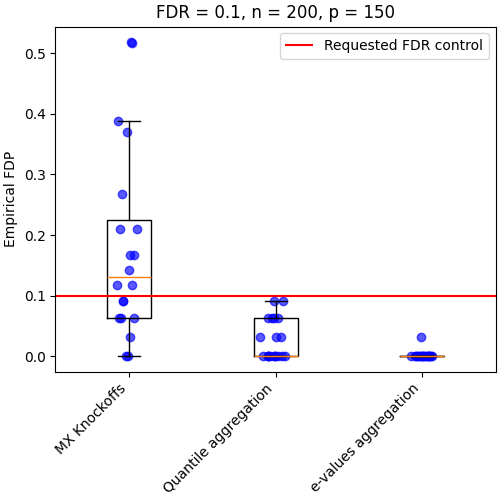 FDR = 0.1, n = 200, p = 150
Requested FDR control
Empirical FDP
0.5
0.4
0.3
0.2
0.1
0.0
MX Knockoffs
Quantile aggregation
e-values aggregation